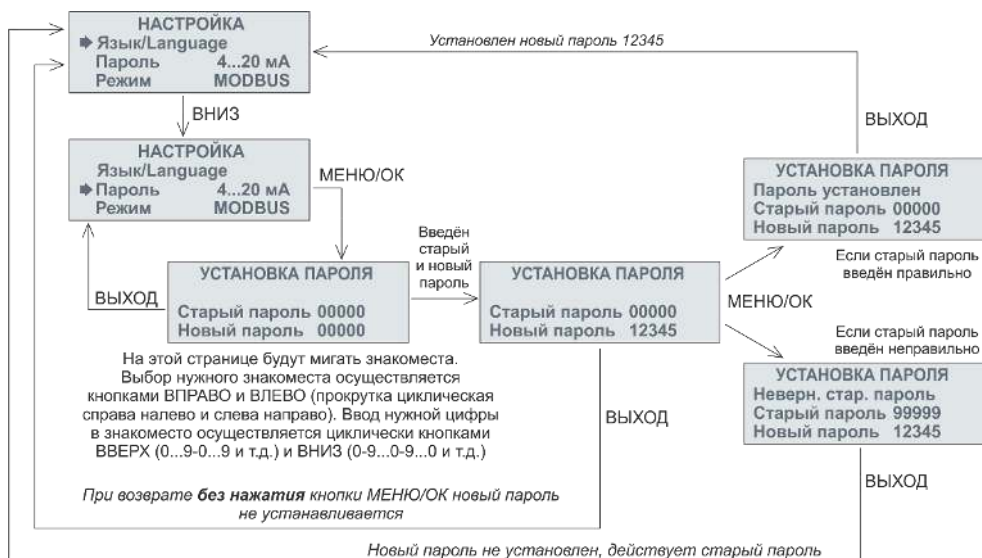 НАСТРОЙКА
Язык/Language
Пароль 4...20 мА
Режим MODBUS
Установлен новый пароль 12345
ВНИЗ
ВЫХОД
НАСТРОЙКА
Язык/Language
Пароль 4...20 мА
Режим MODBUS
МЕНЮ/ОК
УСТАНОВКА ПАРОЛЯ
Пароль установлен
Старый пароль 00000
Новый пароль 12345
Если старый пароль
введён правильно
Введён
старый
и новый
пароль
ВЫХОД
УСТАНОВКА ПАРОЛЯ
Старый пароль 00000
Новый пароль 00000
УСТАНОВКА ПАРОЛЯ
Старый пароль 00000
Новый пароль 12345
МЕНЮ/ОК
Если старый пароль
введён неправильно
УСТАНОВКА ПАРОЛЯ
Неверн. стар. пароль
Старый пароль 99999
Новый пароль 12345
На этой странице будут мигать знакоместа.
Выбор нужного знакоместа осуществляется
кнопками ВПРАВО и ВЛЕВО (прокрутка циклическая
справа налево и слева направо). Ввод нужной цифры
в знакоместо осуществляется циклически кнопками
ВВЕРХ (0...9-0...9 и т.д.) и ВНИЗ (0-9...0-9...0 и т.д.)
ВЫХОД
ВЫХОД
При возврате без нажатия кнопки МЕНЮ/ОК новый пароль
не устанавливается
Новый пароль не установлен, действует старый пароль